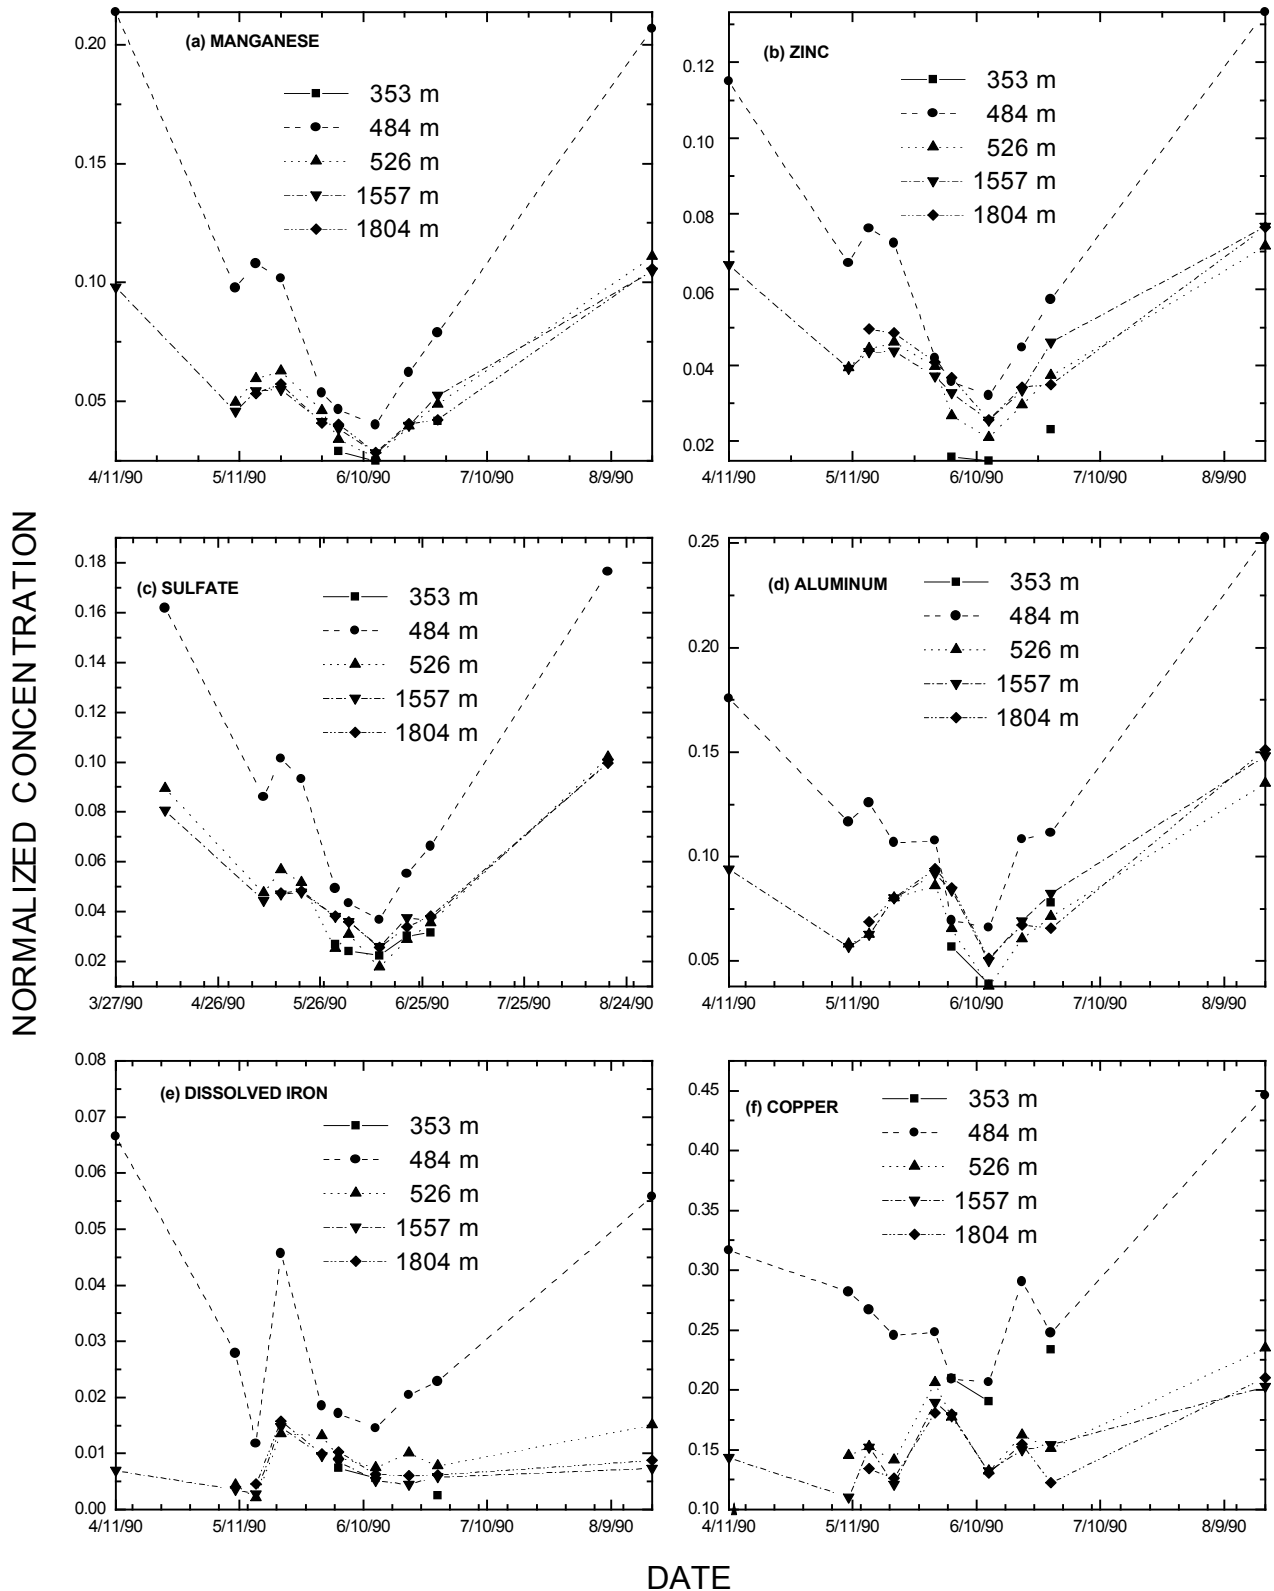 NORMALIZED CONCENTRATION
(a) MANGANESE
353 m
484 m
526 m
1557 m
1804 m
0.20
0.15
0.10
0.05
4/11/90 5/11/90 6/10/90 7/10/90 8/9/90
(b) ZINC
353 m
484 m
526 m
1557 m
1804 m
0.12
0.10
0.08
0.06
0.04
0.02
4/11/90 5/11/90 6/10/90 7/10/90 8/9/90
(c) SULFATE
353 m
484 m
526 m
1557 m
1804 m
0.18
0.16
0.14
0.12
0.10
0.08
0.06
0.04
0.02
3/27/90 4/26/90 5/26/90 6/25/90 7/25/90 8/24/90
(d) ALUMINUM
353 m
484 m
526 m
1557 m
1804 m
0.25
0.20
0.15
0.10
0.05
4/11/90 5/11/90 6/10/90 7/10/90 8/9/90
(e) DISSOLVED IRON
353 m
484 m
526 m
1557 m
1804 m
0.08
0.07
0.06
0.05
0.04
0.03
0.02
0.01
0.00
4/11/90 5/11/90 6/10/90 7/10/90 8/9/90
(f) COPPER
353 m
484 m
526 m
1557 m
1804 m
0.45
0.40
0.35
0.30
0.25
0.20
0.15
0.10
4/11/90 5/11/90 6/10/90 7/10/90 8/9/90
DATE